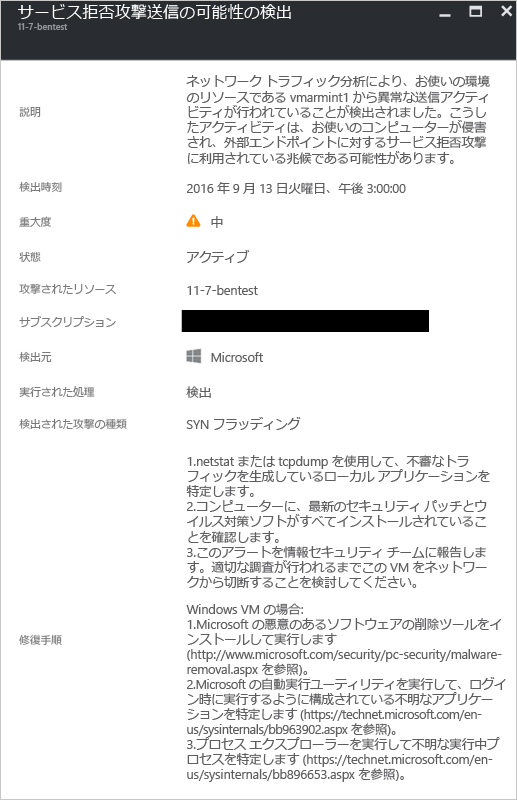 サービス拒否攻撃送信の可能性の検出
11-7-bentest
説明
ネットワーク トラフィック分析により、お使いの環境
のリソースである vmarmint1 から異常な送信アクティ
ビティが行われていることが検出されました。こうし
たアクティビティは、お使いのコンピューターが侵害
され、外部エンドポイントに対するサービス拒否攻撃
に利用されている兆候である可能性があります。
検出時刻
2016 年 9 月 13 日火曜日、午後 3:00:00
重大度
中
状態
アクティブ
攻撃されたリソース
11-7-bentest
サブスクリプション
検出元
Microsoft
実行された処理
検出
検出された攻撃の種類
SYN フラッディング
修復手順
1.netstat または tcpdump を使用して、不審なトラ
フィックを生成しているローカル アプリケーションを
特定します。
2.コンピューターに、最新のセキュリティ パッチとウ
イルス対策ソフトがすべてインストールされているこ
とを確認します。
3.このアラートを情報セキュリティ チームに報告しま
す。適切な調査が行われるまでこの VM をネットワー
クから切断することを検討してください。
Windows VM の場合:
1.Microsoft の悪意のあるソフトウェアの削除ツールをイ
ンストールして実行します
(http://www.microsoft.com/security/pc-security/malware-
removal.aspx を参照)。
2.Microsoft の自動実行ユーティリティを実行して、ログイ
ン時に実行するように構成されている不明なアプリケー
ションを特定します (https://technet.microsoft.com/en-
us/sysinternals/bb963902.aspx を参照)。
3.プロセス エクスプローラーを実行して不明な実行中プ
ロセスを特定します (https://technet.microsoft.com/en-
us/sysinternals/bb896653.aspx を参照)。